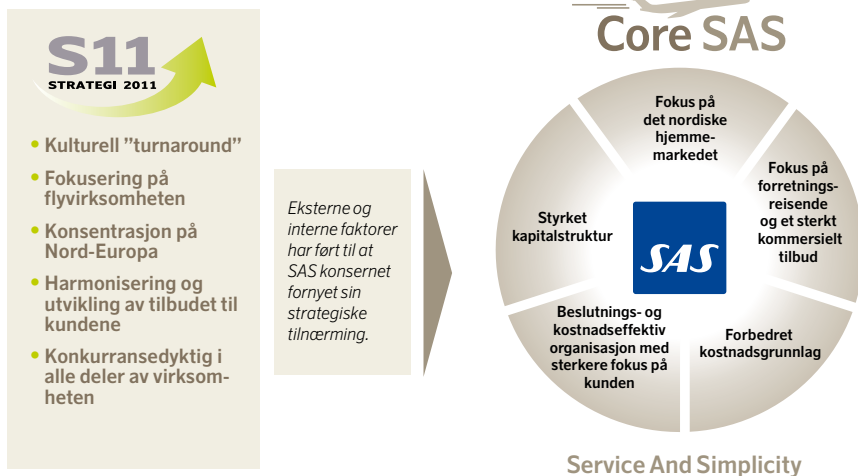 S11
STRATEGI 2011
• Kulturell ”turnaround”
• Fokusering på
flyvirksomheten
• Konsentrasjon på
Nord-Europa
• Harmonisering og
utvikling av tilbudet til
kundene
• Konkurransedyktig i
alle deler av virksom-
heten
Eksterne og
interne faktorer
har ført til at
SAS konsernet
fornyet sin
strategiske
tilnærming.
Core SAS
Fokus på
det nordiske
hjemme-
markedet
Fokus på
forretnings-
reisende
og et sterkt
kommersielt
tilbud
Forbedret
kostnadsgrunnlag
Beslutnings- og
kostnadseffektiv
organisasjon med
sterkere fokus på
kunden
Styrket
kapitalstruktur
SAS
Service And Simplicity